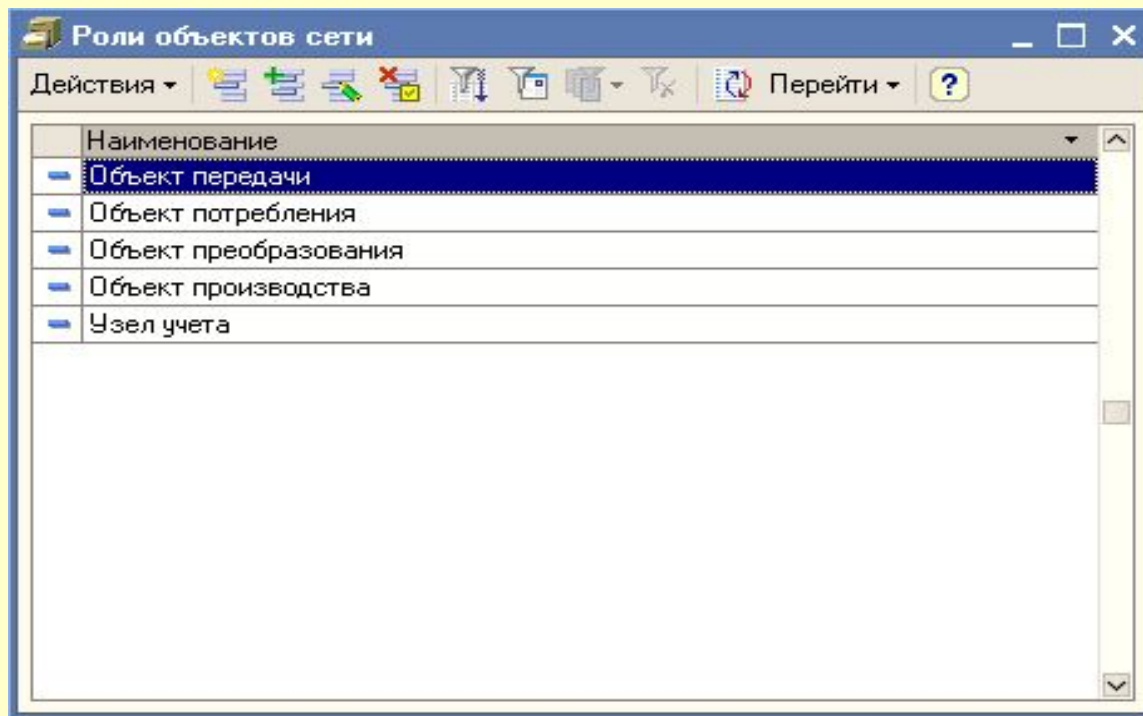 Роли объектов сети
Действия Перейти ?
Наименование
Объект передачи
Объект потребления
Объект преобразования
Объект производства
Узел учета